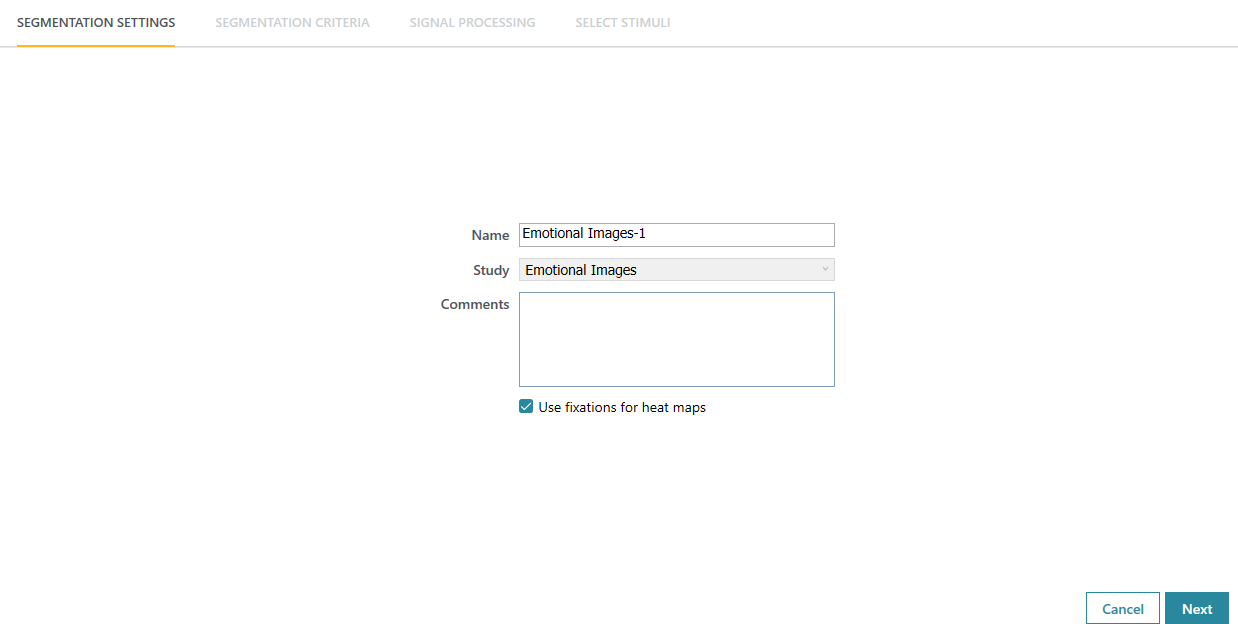 SEGMENTATION SETTINGS SEGMENTATION CRITERIA SIGNAL PROCESSING SELECT STIMULI
Name Emotional Images-1
Study Emotional Images
Comments
Use fixations for heat maps
Cancel Next